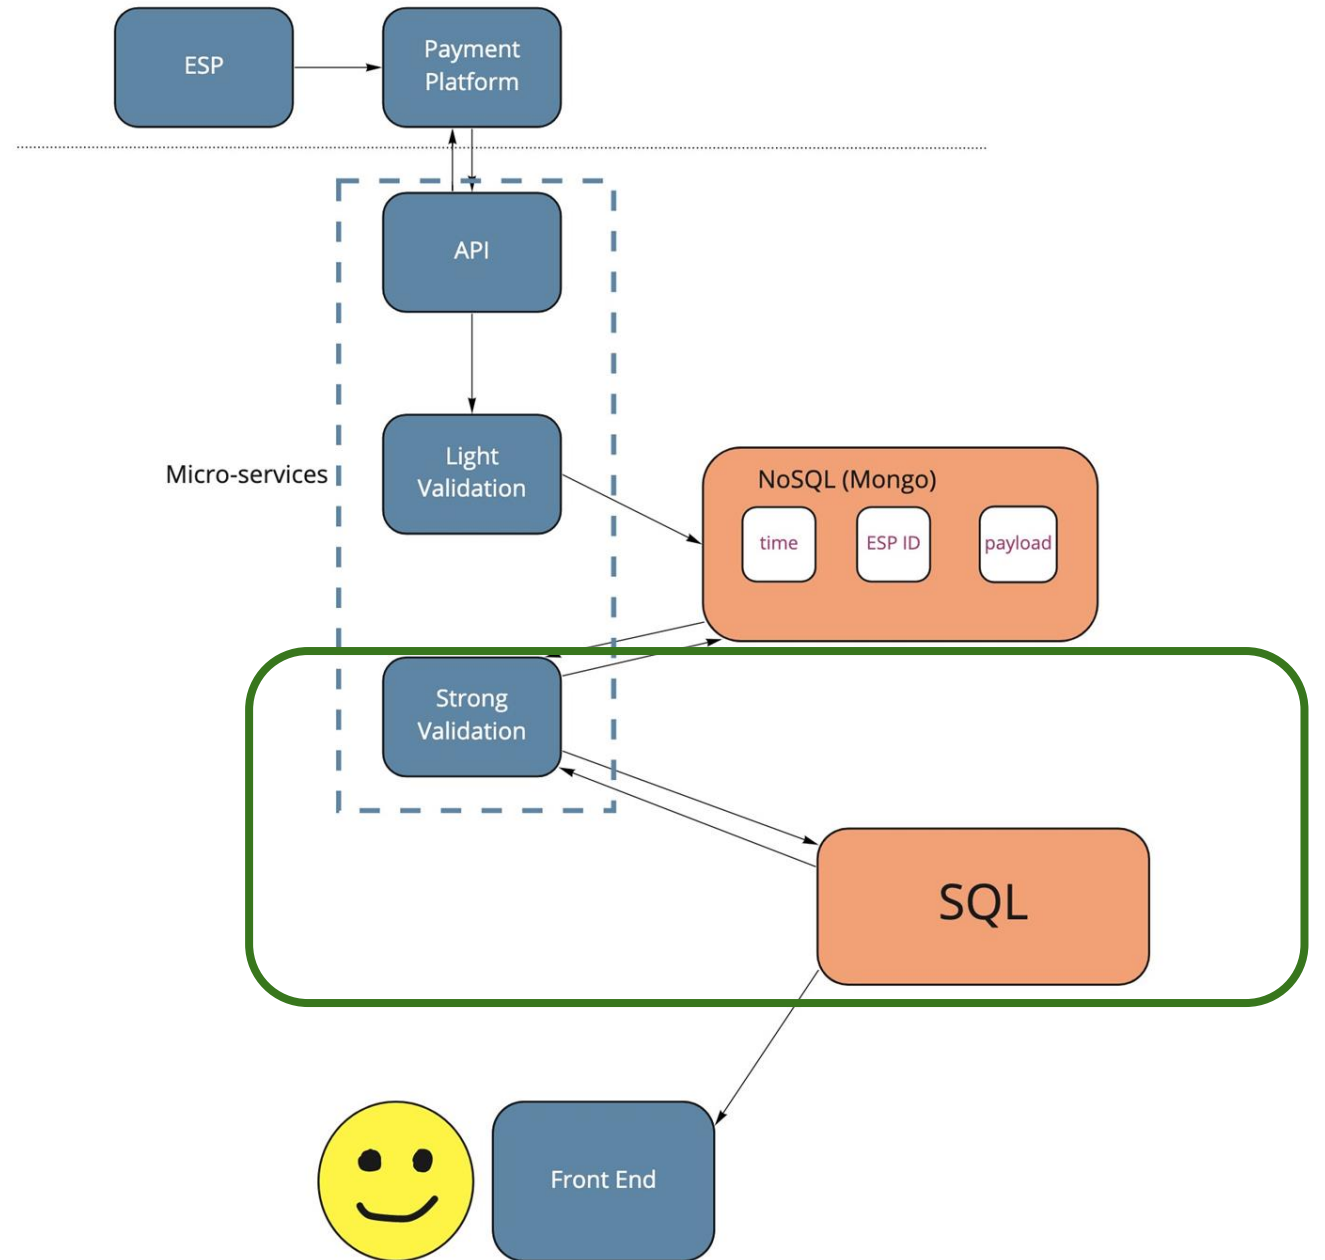 ESP
Payment
Platform
API
Light
Validation
Micro-services
NoSQL (Mongo)
time
ESP ID
payload
Strong
Validation
SQL
Front End